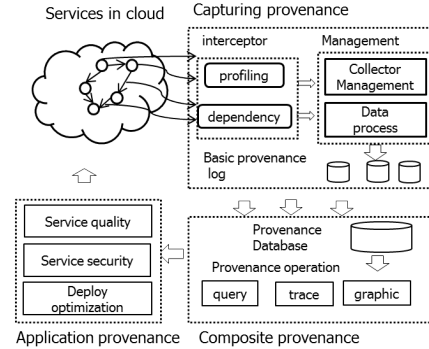 Services in cloud
Capturing provenance
interceptor
Management
profiling
dependency
Collector
Management
Data
process
Basic provenance
log
Service quality
Service security
Deploy
optimization
Provenance
Database
Provenance operation
query
trace
graphic
Application provenance
Composite provenance